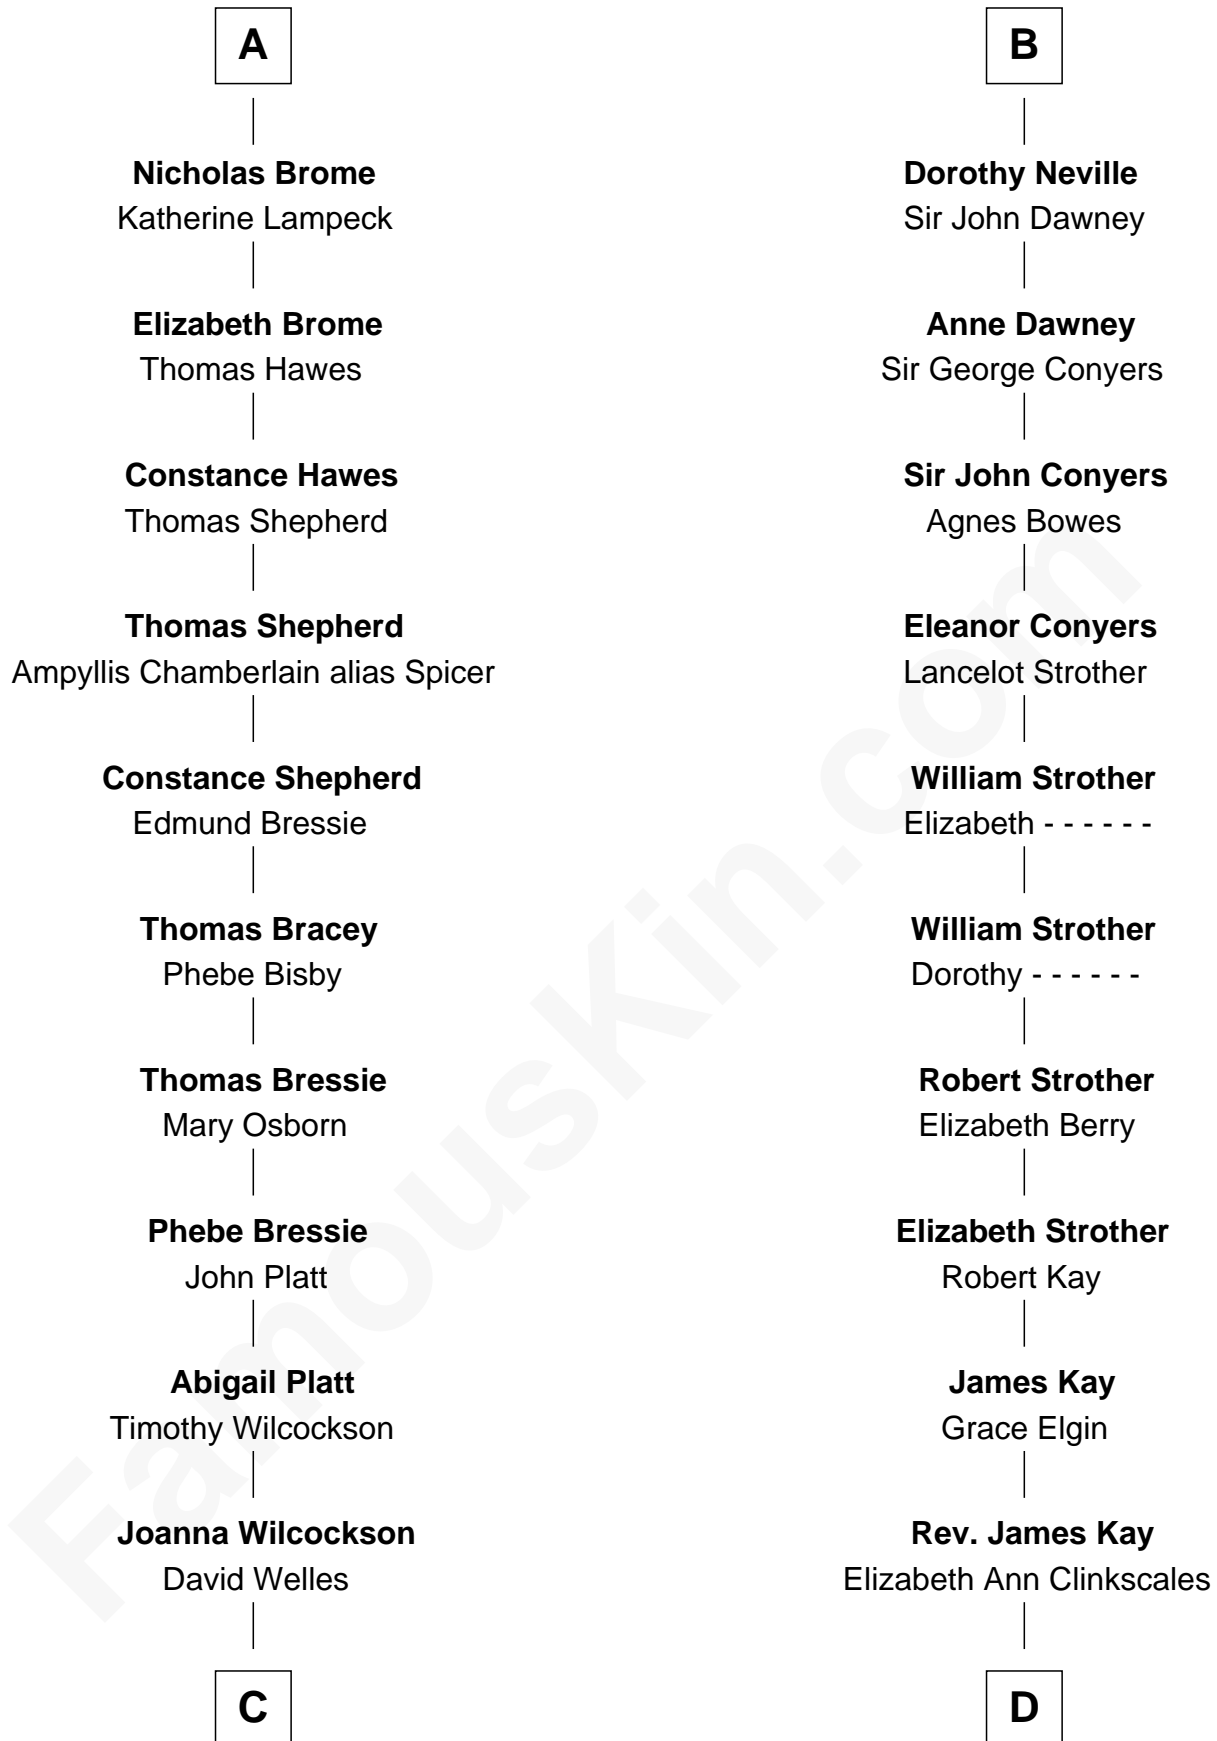 A
Nicholas Brome
Katherine Lampeck
Elizabeth Brome
Thomas Hawes
Constance Hawes
Thomas Shepherd
Thomas Shepherd
Ampyllis Chamberlain alias Spicer
Constance Shepherd
Edmund Bressie
Thomas Bracey
Phebe Bisby
Thomas Bressie
Mary Osborn
Phebe Bressie
John Platt
Abigail Platt
Timothy Wilcockson
Joanna Wilcockson
David Welles
C
B
Dorothy Neville
Sir John Dawney
Anne Dawney
Sir George Conyers
Sir John Conyers
Agnes Bowes
Eleanor Conyers
Lancelot Strother
William Strother
Elizabeth - - - - - -
William Strother
Dorothy - - - - - -
Robert Strother
Elizabeth Berry
Elizabeth Strother
Robert Kay
James Kay
Grace Elgin
Rev. James Kay
Elizabeth Ann Clinkscales
D
FamousKin.com